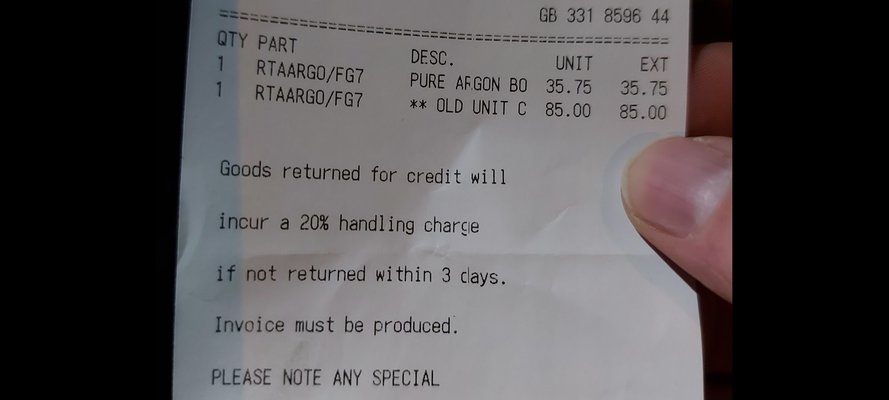 GB 331 8596 44
QTY PART DESC. UNIT EXT
1 RTAARGO/FG7 PURE ARGON BO 35.75 35.75
1 RTAARGO/FG7 ** OLD UNIT C 85.00 85.00
Goods returned for credit will
incur a 20% handling charge
if not returned within 3 days.
Invoice must be produced.
PLEASE NOTE ANY SPECIAL